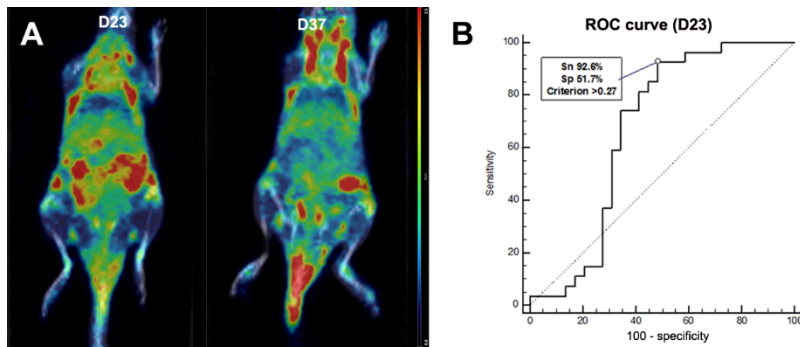 A
D23
D37
B
ROC curve (D23)
Sn 92.6%
Sp 51.7%
Criterion >0.27
Sensitivity
100
80
60
40
20
0
0
20
40
60
80
100
100 - specificity